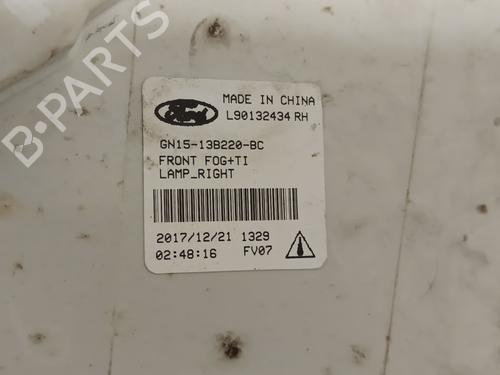 B-PARTS
Ford
MADE IN CHINA
L90132434 RH
GN15-13B220-BC
FRONT FOG+TI
LAMP_RIGHT
2017/12/21 1329
02:48:16 FV07
B-PARTS